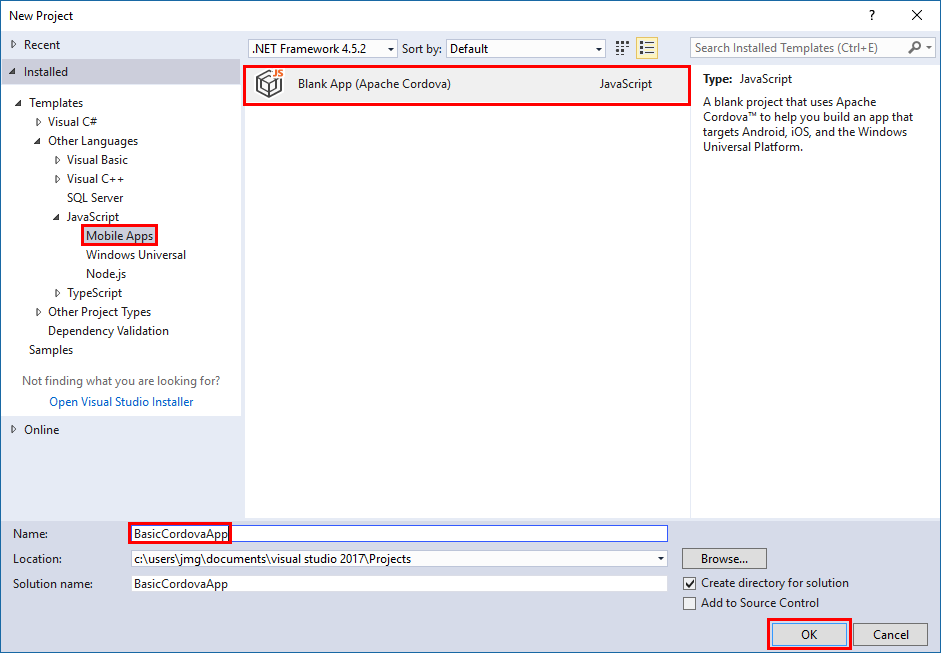 New Project
?
Recent
.NET Framework 4.5.2
Sort by:
Default
Search Installed Templates (Ctrl+E)
Installed
Templates
Visual C#
Other Languages
Visual Basic
Visual C++
SQL Server
JavaScript
Mobile Apps
Windows Universal
Node.js
TypeScript
Other Project Types
Dependency Validation
Samples
Not finding what you are looking for?
Open Visual Studio Installer
Online
JS
Blank App (Apache Cordova)
JavaScript
Type: JavaScript
A blank project that uses Apache
Cordova™ to help you build an app that
targets Android, iOS, and the Windows
Universal Platform.
Name:
BasicCordovaApp
Location:
c:\users\jmg\documents\visual studio 2017\Projects
Browse...
Solution name:
BasicCordovaApp
Create directory for solution
Add to Source Control
OK
Cancel